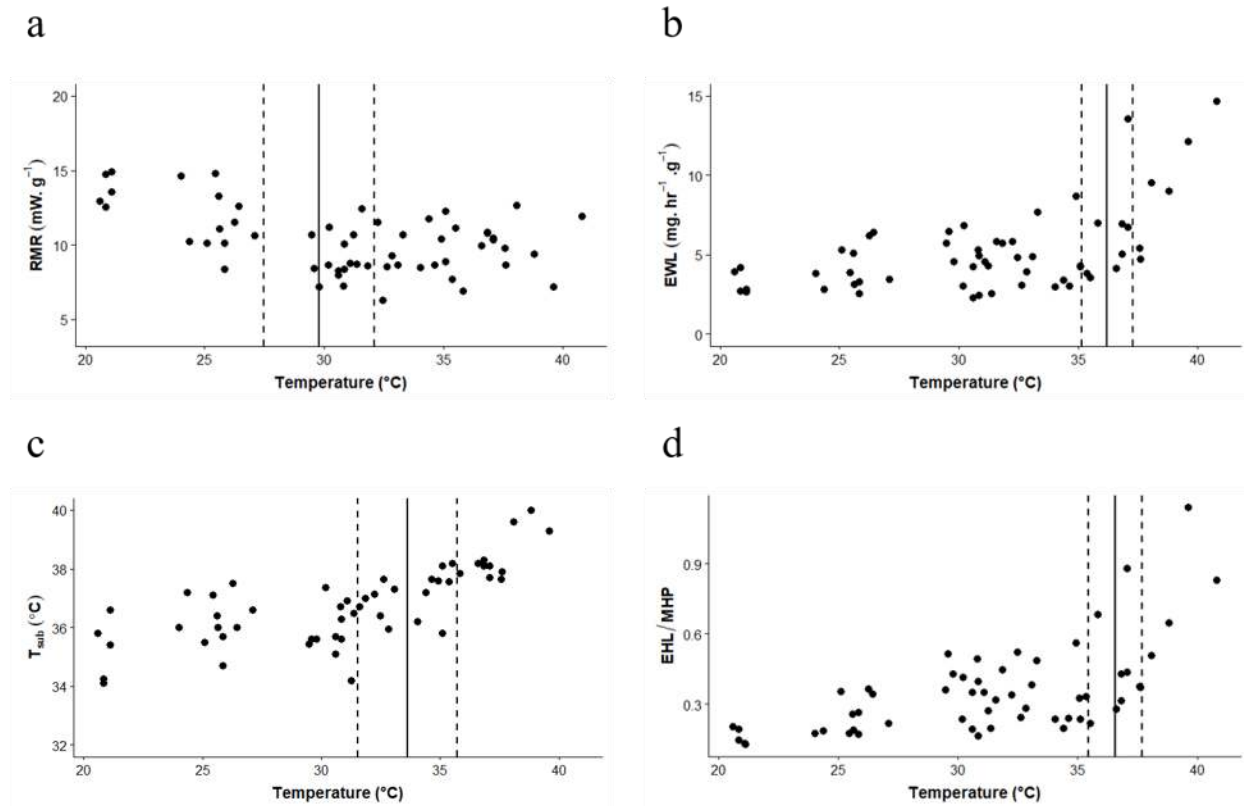 a
b
20
15
10
5
RMR (mW. g⁻¹)
20 25 30 35 40
Temperature (°C)
15
10
5
0
EWL (mg. hr⁻¹ .g⁻¹)
20 25 30 35 40
Temperature (°C)
c
d
40
38
36
34
32
Tsub (°C)
20 25 30 35 40
Temperature (°C)
0.9
0.6
0.3
EHL/ MHP
20 25 30 35 40
Temperature (°C)